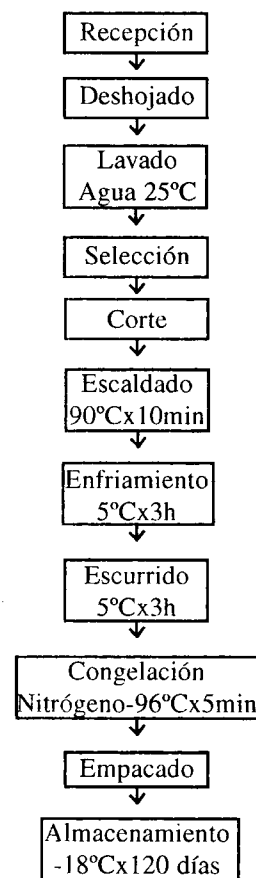 Recepción
Deshojado
Lavado
Agua 25ºC
Selección
Corte
Escaldado
90ºCx10min
Enfriamiento
5ºCx3h
Escurrido
5ºCx3h
Congelación
Nitrógeno-96ºCx5min
Empacado
Almacenamiento
-18ºCx120 días